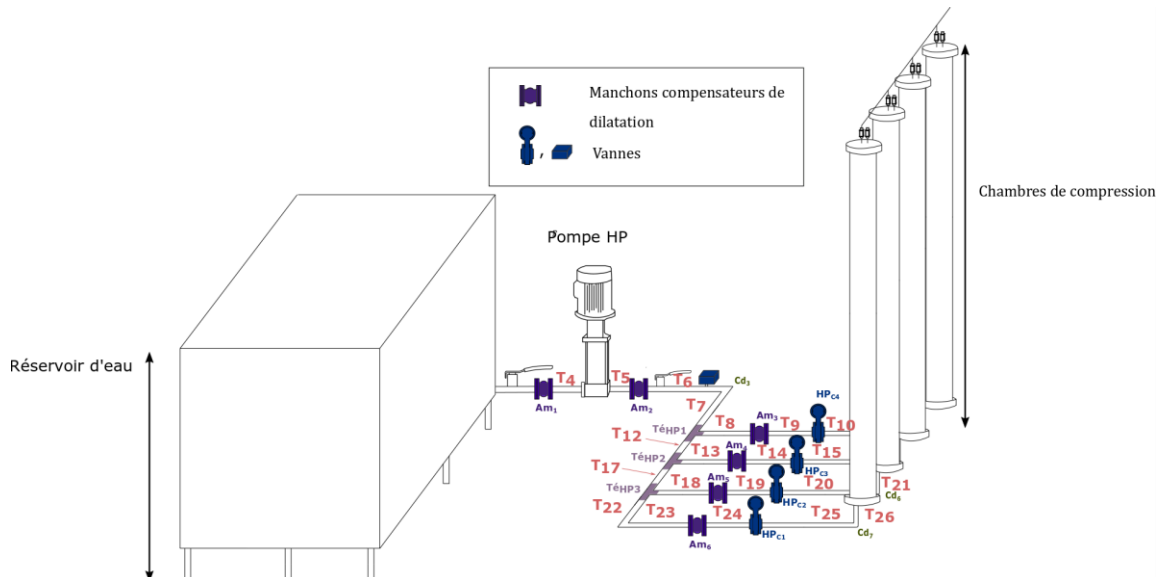 Manchons compensateurs de
dilatation
, Vannes
Chambres de compression
Pompe HP
Réservoir d'eau
T4 T5 T6 Cd3
Am1 Am2
T7
TéHP1 T8 Am3 T9 HPC4 T10
T12
TéHP2 T13 Am4 T14 HPC3 T15
T17
TéHP3 T18 Am5 T19 HPC2 T20 T21
Cd6
T22 T23 T24 T25 T26
Am6 HPC1 Cd7